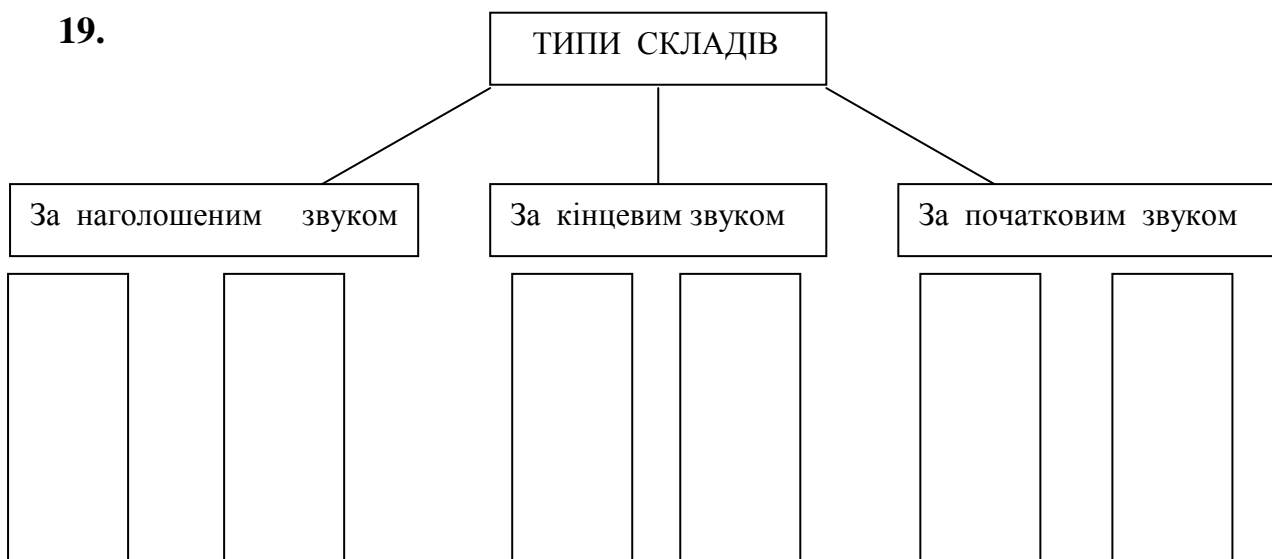 19.
ТИПИ СКЛАДІВ
За наголошеним звуком
За кінцевим звуком
За початковим звуком